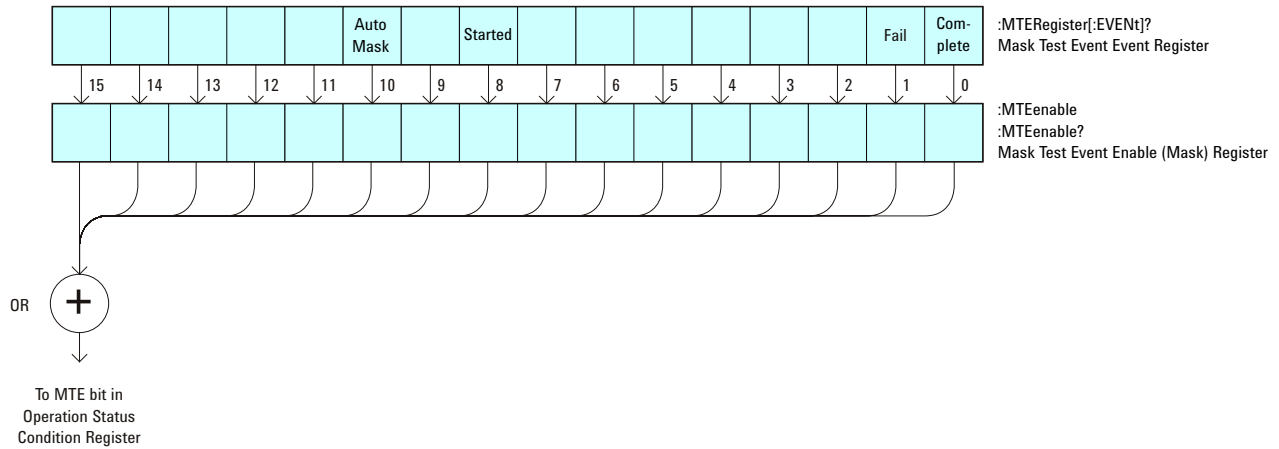 Auto
Mask
Started
Fail
Com-
plete
:MTERegister[:EVENt]?
Mask Test Event Event Register
15 14 13 12 11 10 9 8 7 6 5 4 3 2 1 0
:MTEenable
:MTEenable?
Mask Test Event Enable (Mask) Register
OR
+
To MTE bit in
Operation Status
Condition Register